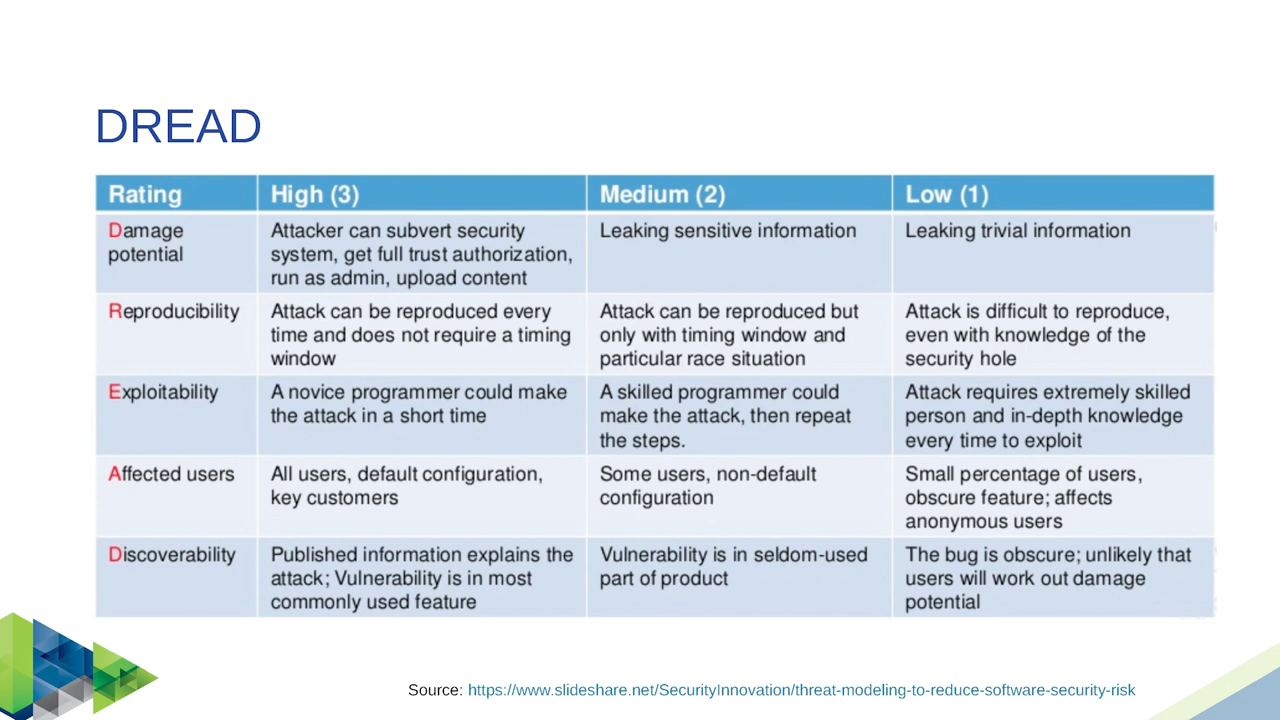 DREAD
Rating High (3) Medium (2) Low (1)
Damage Attacker can subvert security Leaking sensitive information Leaking trivial information
potential system, get full trust authorization,
run as admin, upload content
Reproducibility Attack can be reproduced every Attack can be reproduced but Attack is difficult to reproduce,
time and does not require a timing only with timing window and even with knowledge of the
window particular race situation security hole
Exploitability A novice programmer could make A skilled programmer could Attack requires extremely skilled
the attack in a short time make the attack, then repeat person and in-depth knowledge
the steps. every time to exploit
Affected users All users, default configuration, Some users, non-default Small percentage of users,
key customers configuration obscure feature; affects
anonymous users
Discoverability Published information explains the Vulnerability is in seldom-used The bug is obscure; unlikely that
attack; Vulnerability is in most part of product users will work out damage
commonly used feature potential
Source: https://www.slideshare.net/SecurityInnovation/threat-modeling-to-reduce-software-security-risk